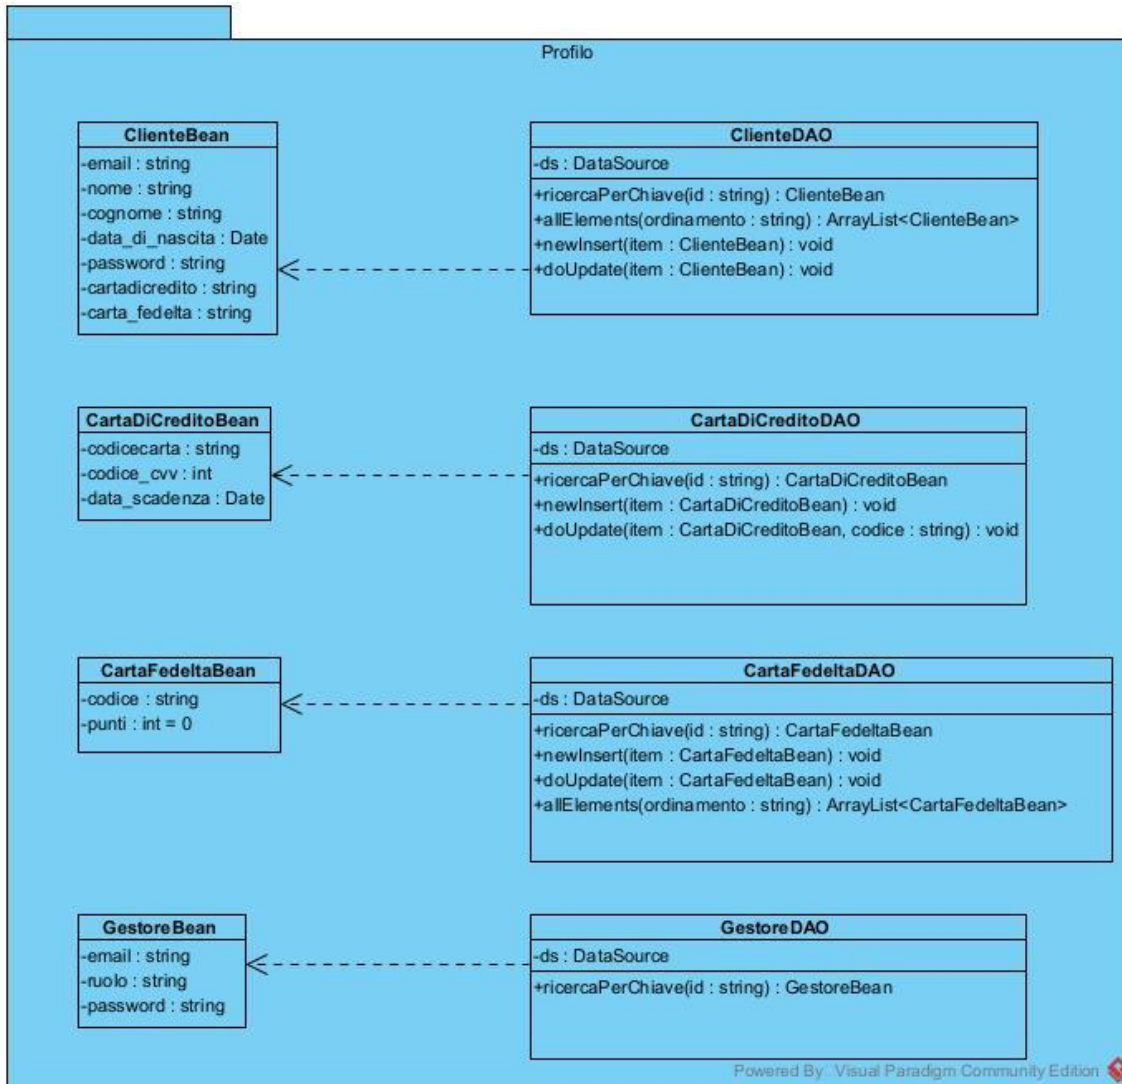 Profilo
ClienteBean
-email : string
-nome : string
-cognome : string
-data_di_nascita : Date
-password : string
-cartadicredito : string
-carta_fedelta : string
ClienteDAO
-ds : DataSource
+ricercaPerChiave(id : string) : ClienteBean
+allElements(ordinamento : string) : ArrayList<ClienteBean>
+newInsert(item : ClienteBean) : void
+doUpdate(item : ClienteBean) : void
CartaDiCreditoBean
-codicecarta : string
-codice_cvv : int
-data_scadenza : Date
CartaDiCreditoDAO
-ds : DataSource
+ricercaPerChiave(id : string) : CartaDiCreditoBean
+newInsert(item : CartaDiCreditoBean) : void
+doUpdate(item : CartaDiCreditoBean, codice : string) : void
CartaFedeltaBean
-codice : string
-punti : int = 0
CartaFedeltaDAO
-ds : DataSource
+ricercaPerChiave(id : string) : CartaFedeltaBean
+newInsert(item : CartaFedeltaBean) : void
+doUpdate(item : CartaFedeltaBean) : void
+allElements(ordinamento : string) : ArrayList<CartaFedeltaBean>
GestoreBean
-email : string
-ruolo : string
-password : string
GestoreDAO
-ds : DataSource
+ricercaPerChiave(id : string) : GestoreBean
Powered By Visual Paradigm Community Edition